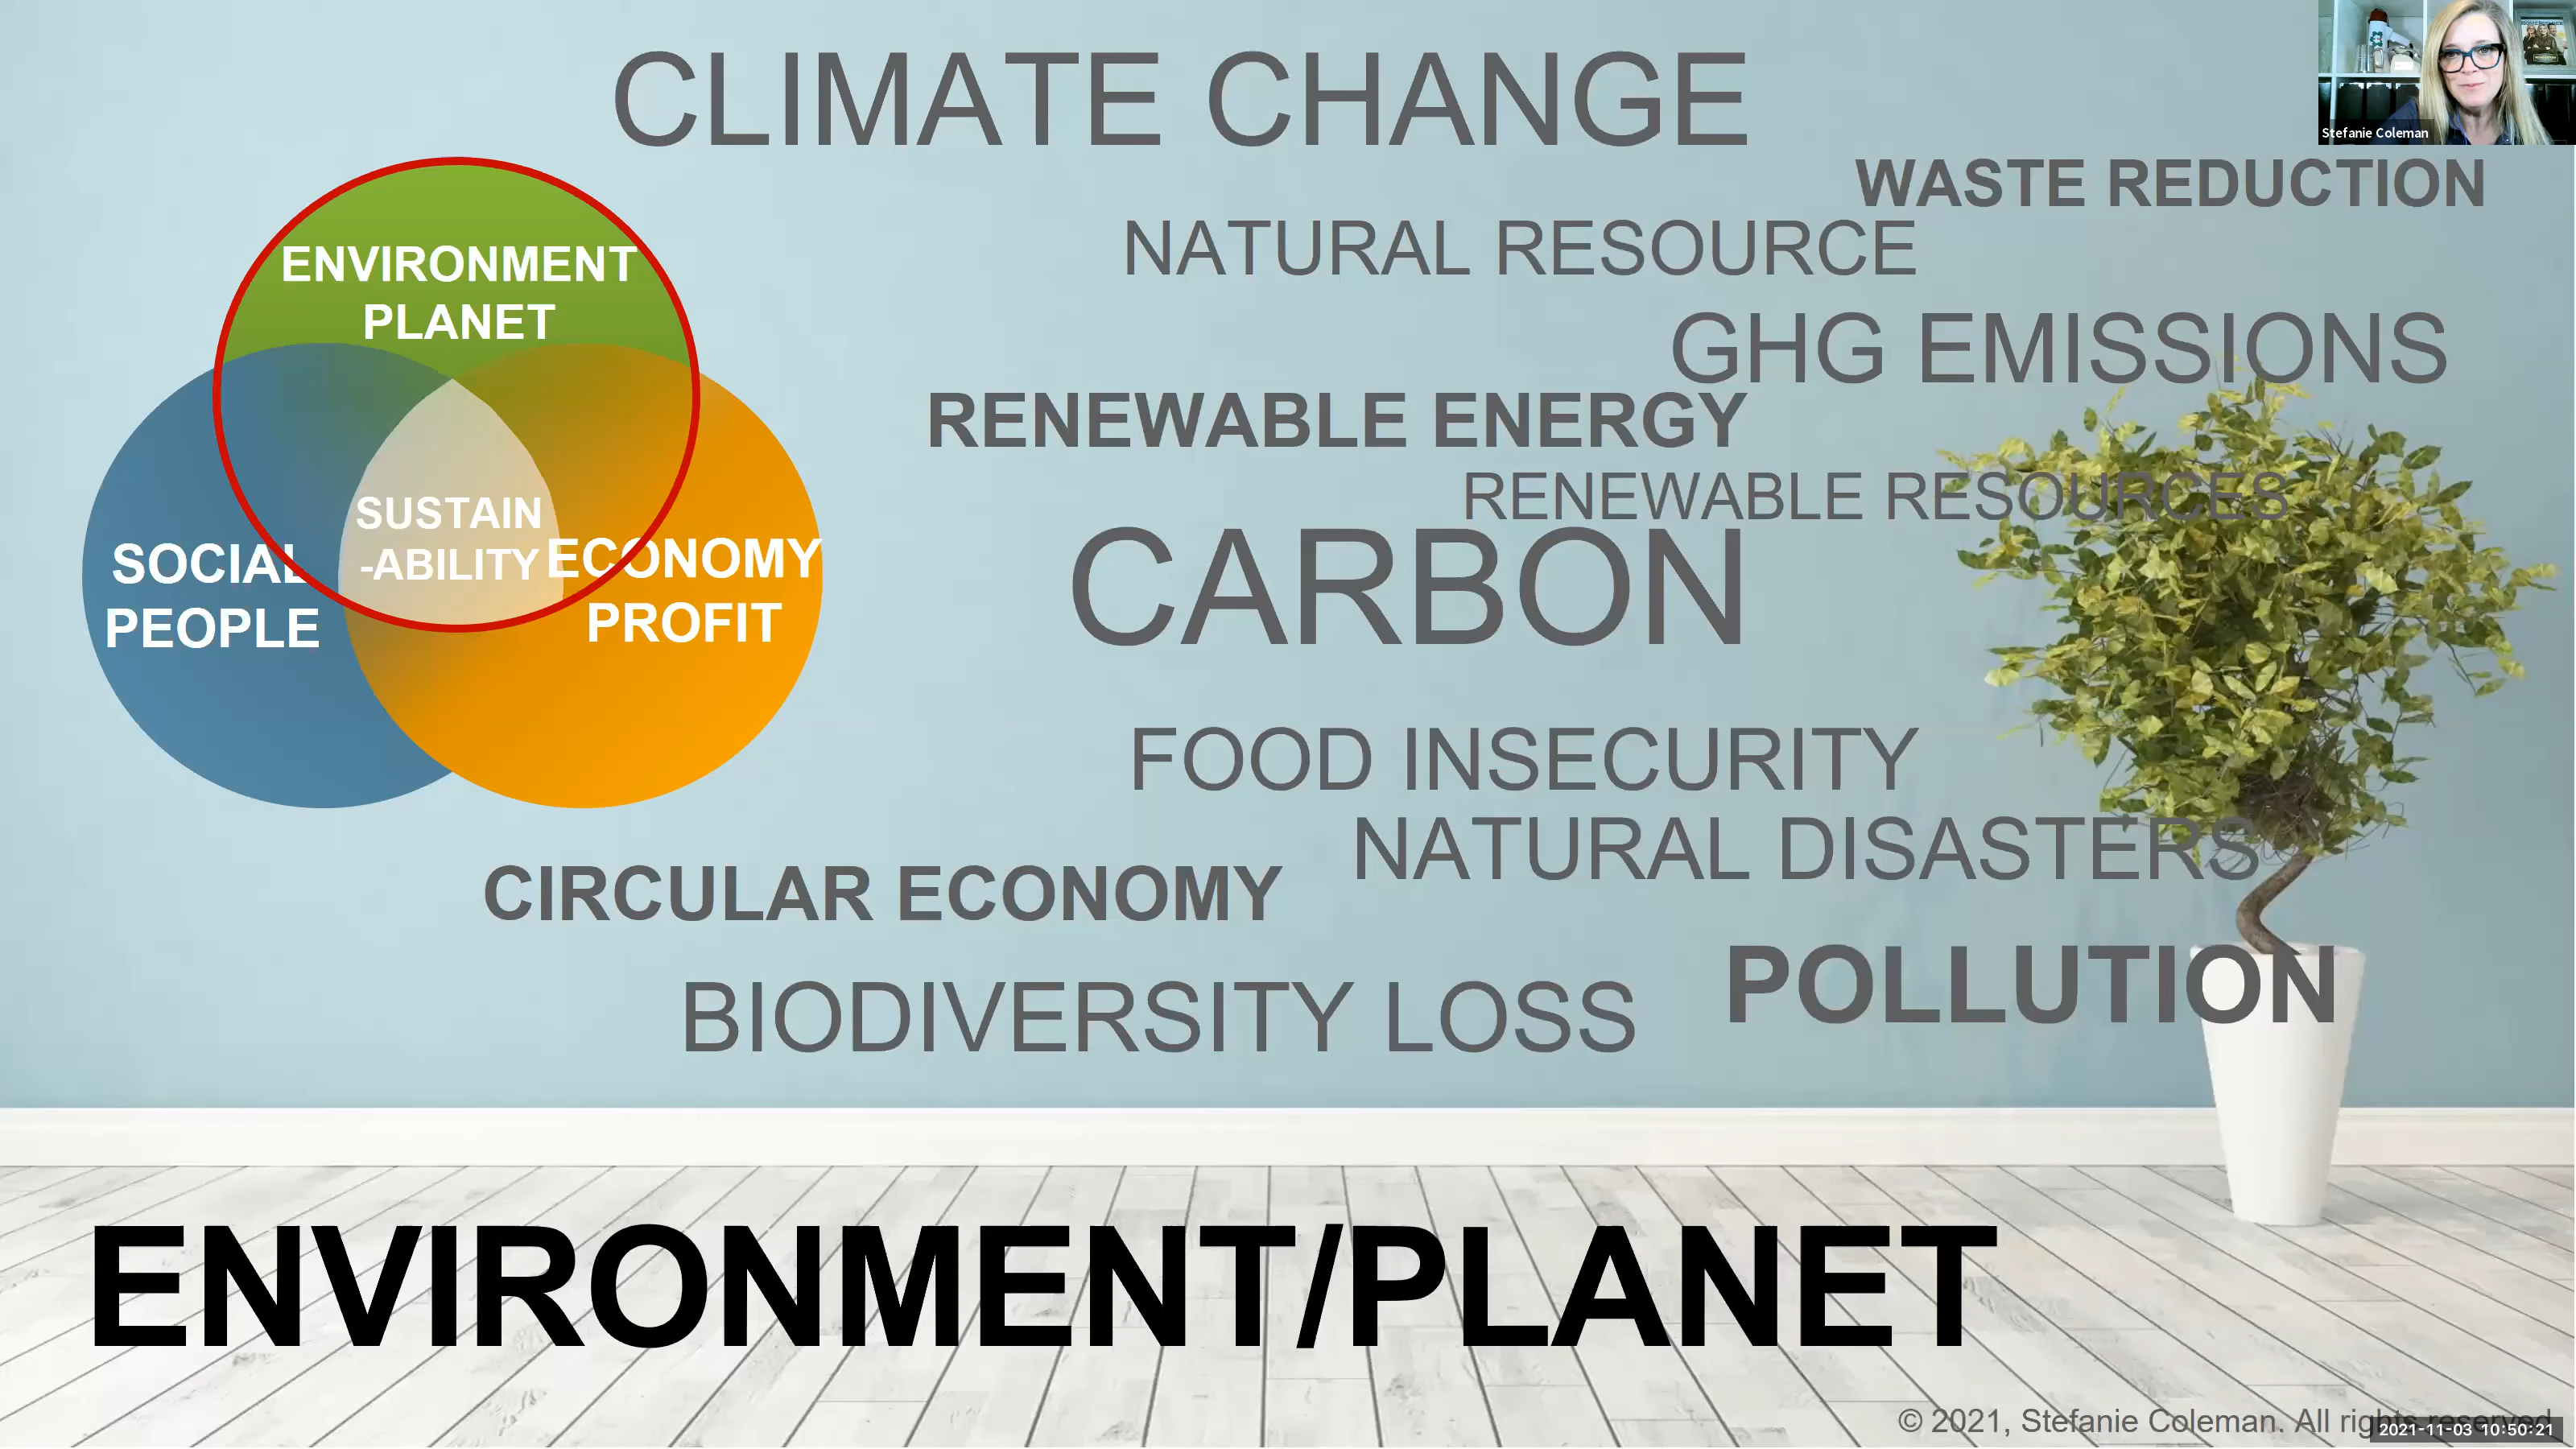 CLIMATE CHANGE
Stefanie Coleman
WASTE REDUCTION
NATURAL RESOURCE
ENVIRONMENT
PLANET
GHG EMISSIONS
RENEWABLE ENERGY
RENEWABLE RESOURCES
SUSTAIN
-ABILITY
SOCIAL
PEOPLE
ECONOMY
PROFIT
CARBON
FOOD INSECURITY
NATURAL DISASTERS
CIRCULAR ECONOMY
POLLUTION
BIODIVERSITY LOSS
ENVIRONMENT/PLANET
© 2021, Stefanie Coleman. All rights reserved
2021-11-03 10:50:21